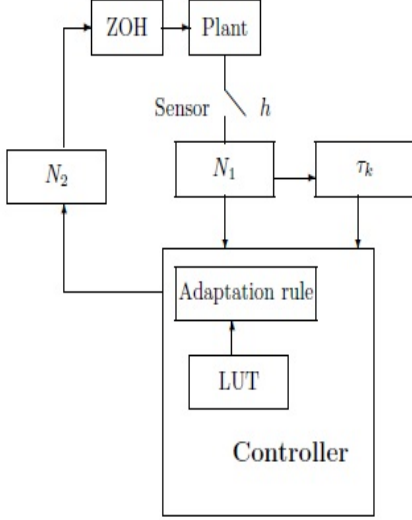 ZOH
Plant
Sensor
h
N₂
N₁
τₖ
Adaptation rule
LUT
Controller